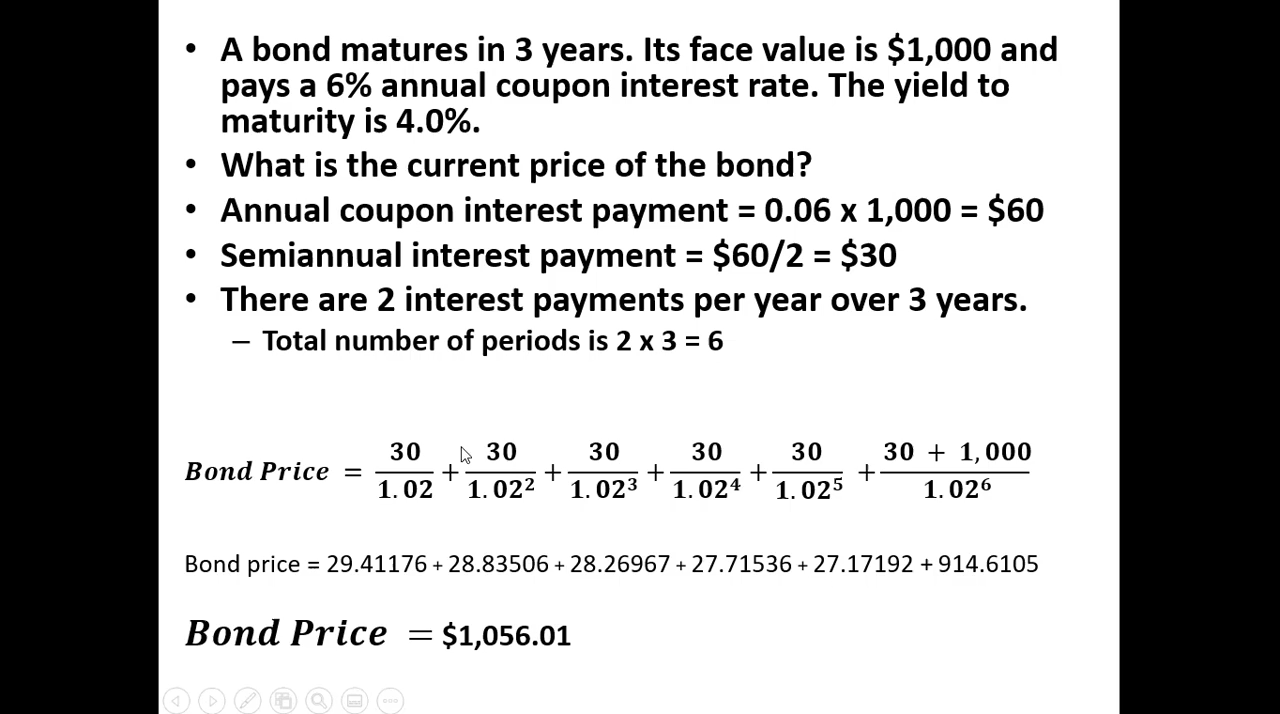 • A bond matures in 3 years. Its face value is $1,000 and
pays a 6% annual coupon interest rate. The yield to
maturity is 4.0%.
• What is the current price of the bond?
• Annual coupon interest payment = 0.06 x 1,000 = $60
• Semiannual interest payment = $60/2 = $30
• There are 2 interest payments per year over 3 years.
– Total number of periods is 2 x 3 = 6
Bond Price = 30/1.02 + 30/1.02² + 30/1.02³ + 30/1.02⁴ + 30/1.02⁵ + (30 + 1,000)/1.02⁶
Bond price = 29.41176 + 28.83506 + 28.26967 + 27.71536 + 27.17192 + 914.6105
Bond Price = $1,056.01